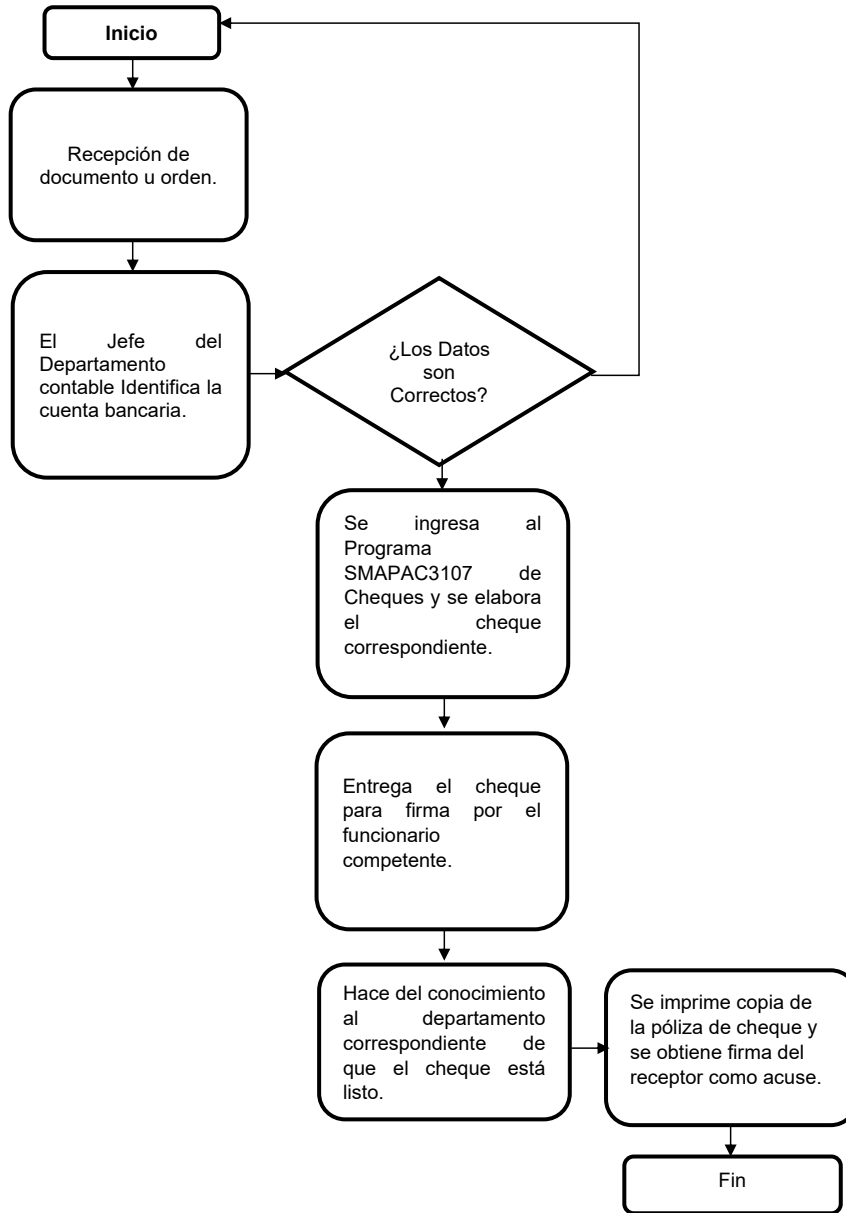 Inicio
Recepción de
documento u orden.
El Jefe del
Departamento
contable Identifica la
cuenta bancaria.
¿Los Datos
son
Correctos?
Se ingresa al
Programa
SMAPAC3107 de
Cheques y se elabora
el cheque
correspondiente.
Entrega el cheque
para firma por el
funcionario
competente.
Hace del conocimiento
al departamento
correspondiente de
que el cheque está
listo.
Se imprime copia de
la póliza de cheque y
se obtiene firma del
receptor como acuse.
Fin